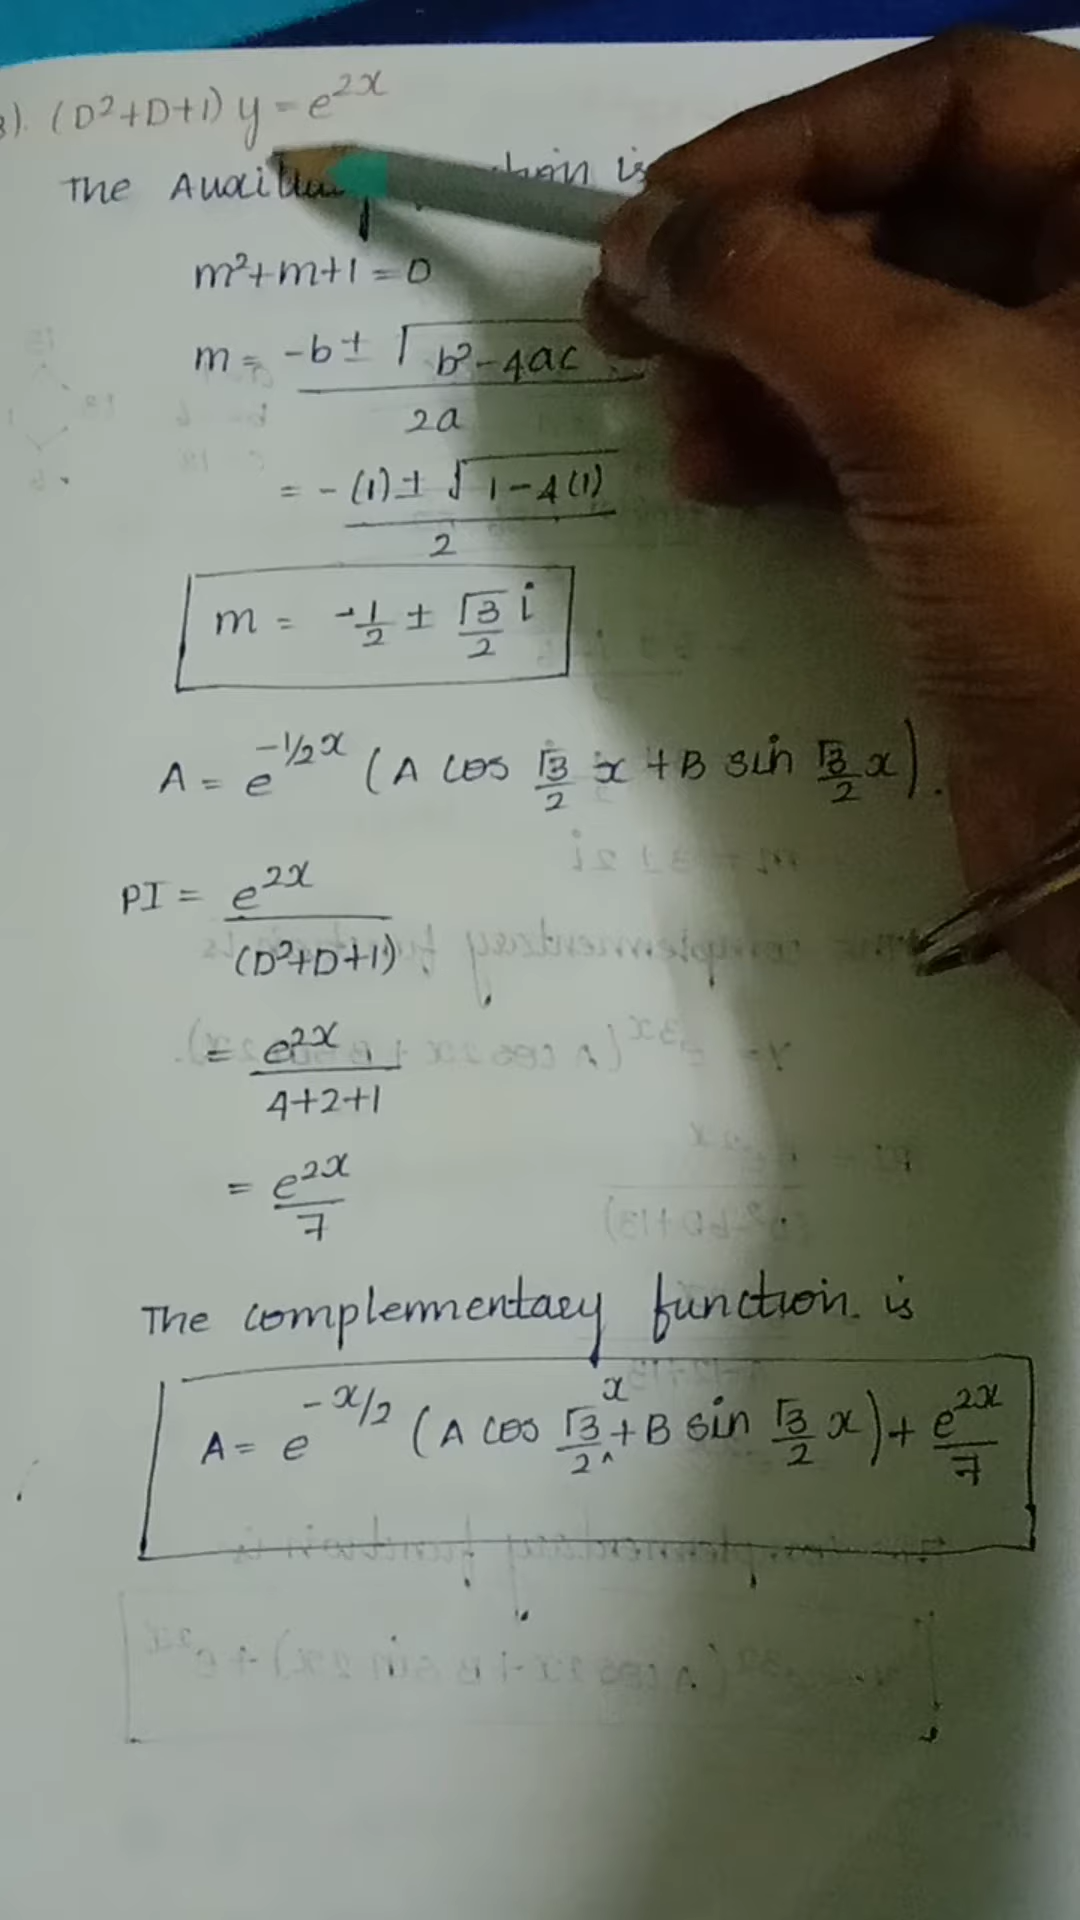 3). (D²+D+1) y = e^{2x}
The Auxiliary is
m²+m+1 = 0
m = -b ± √b²-4ac / 2a
= -(1) ± √1-4(1) / 2
m = -1/2 ± √3/2 i
A = e^{-1/2 x} (A cos √3/2 x + B sin √3/2 x).
PI = e^{2x} / (D²+D+1)
= e^{2x} / 4+2+1
= e^{2x} / 7
The complementary function is
A = e^{-x/2} (A cos √3/2 x + B sin √3/2 x) + e^{2x}/7